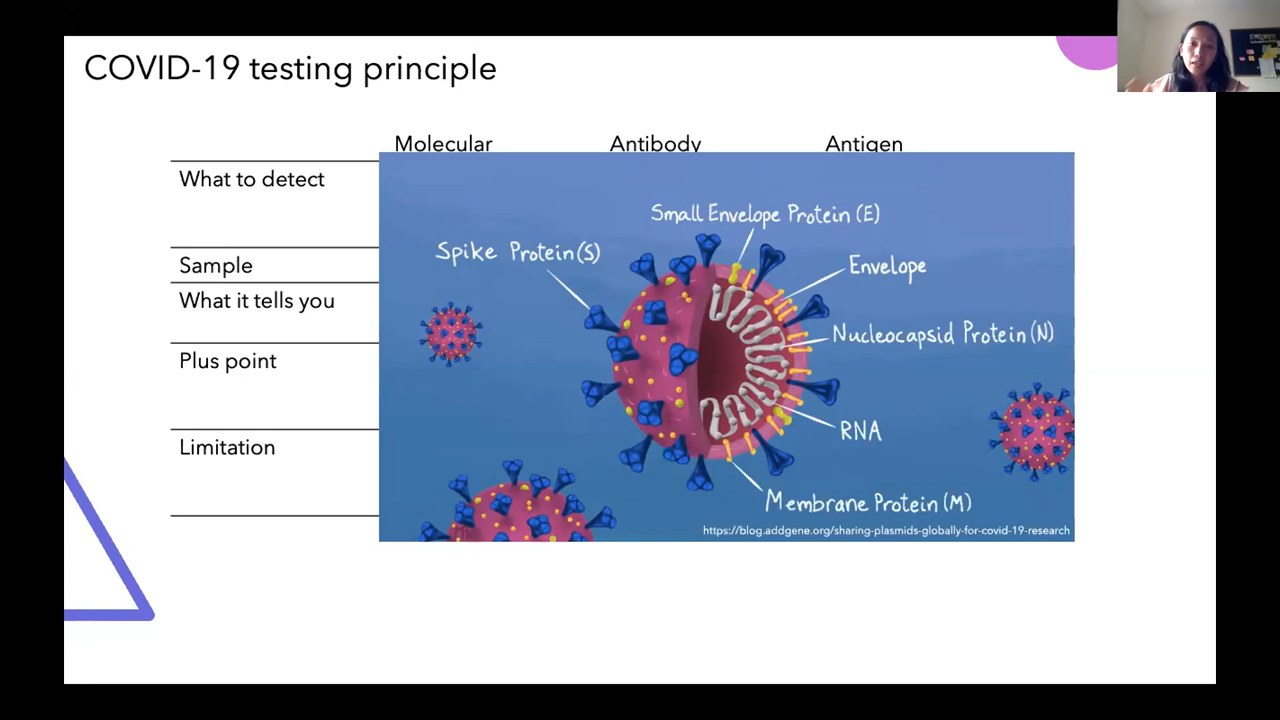 COVID-19 testing principle
Molecular
Antibody
Antigen
What to detect
Sample
What it tells you
Plus point
Limitation
Small Envelope Protein (E)
Spike Protein (S)
Envelope
Nucleocapsid Protein (N)
RNA
Membrane Protein (M)
https://blog.addgene.org/sharing-plasmids-globally-for-covid-19-research